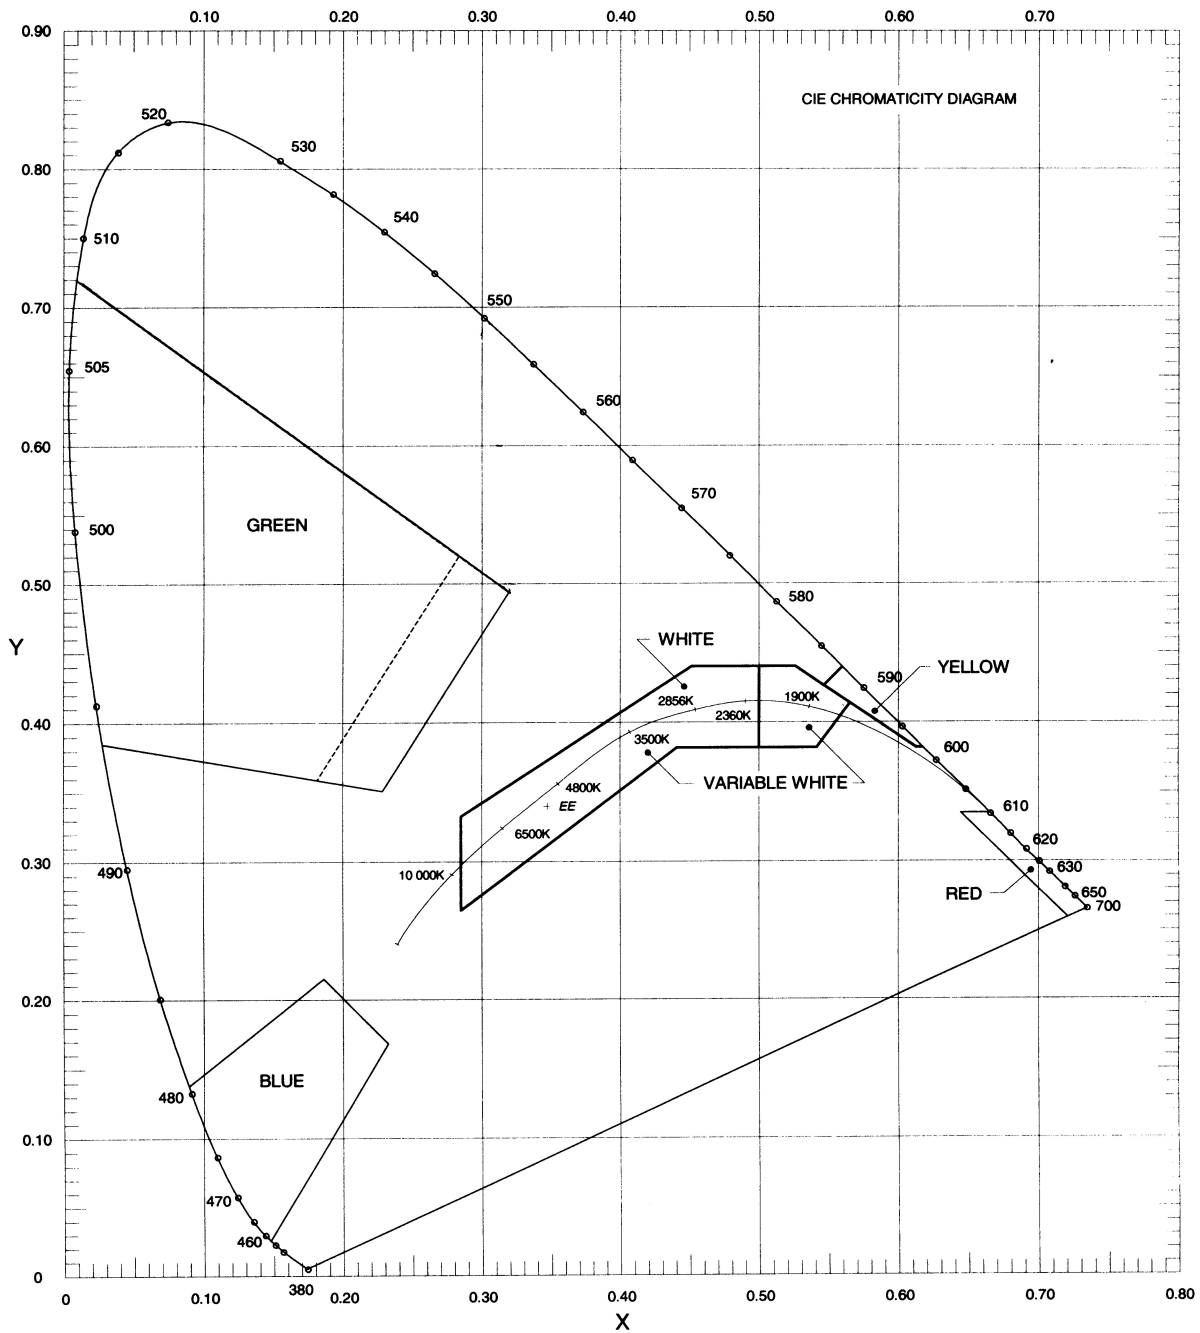 0.10 0.20 0.30 0.40 0.50 0.60 0.70
0.90
CIE CHROMATICITY DIAGRAM
520
530
0.80
540
510
550
0.70
505
560
0.60
570
GREEN
500
0.50
580
Y
WHITE
590
YELLOW
2856K
1900K
2360K
0.40
3500K
600
VARIABLE WHITE
4800K
EE
610
6500K
620
0.30
490
10 000K
630
RED
650
700
0.20
BLUE
480
0.10
470
460
0
380
0 0.10 0.20 0.30 0.40 0.50 0.60 0.70 0.80
X